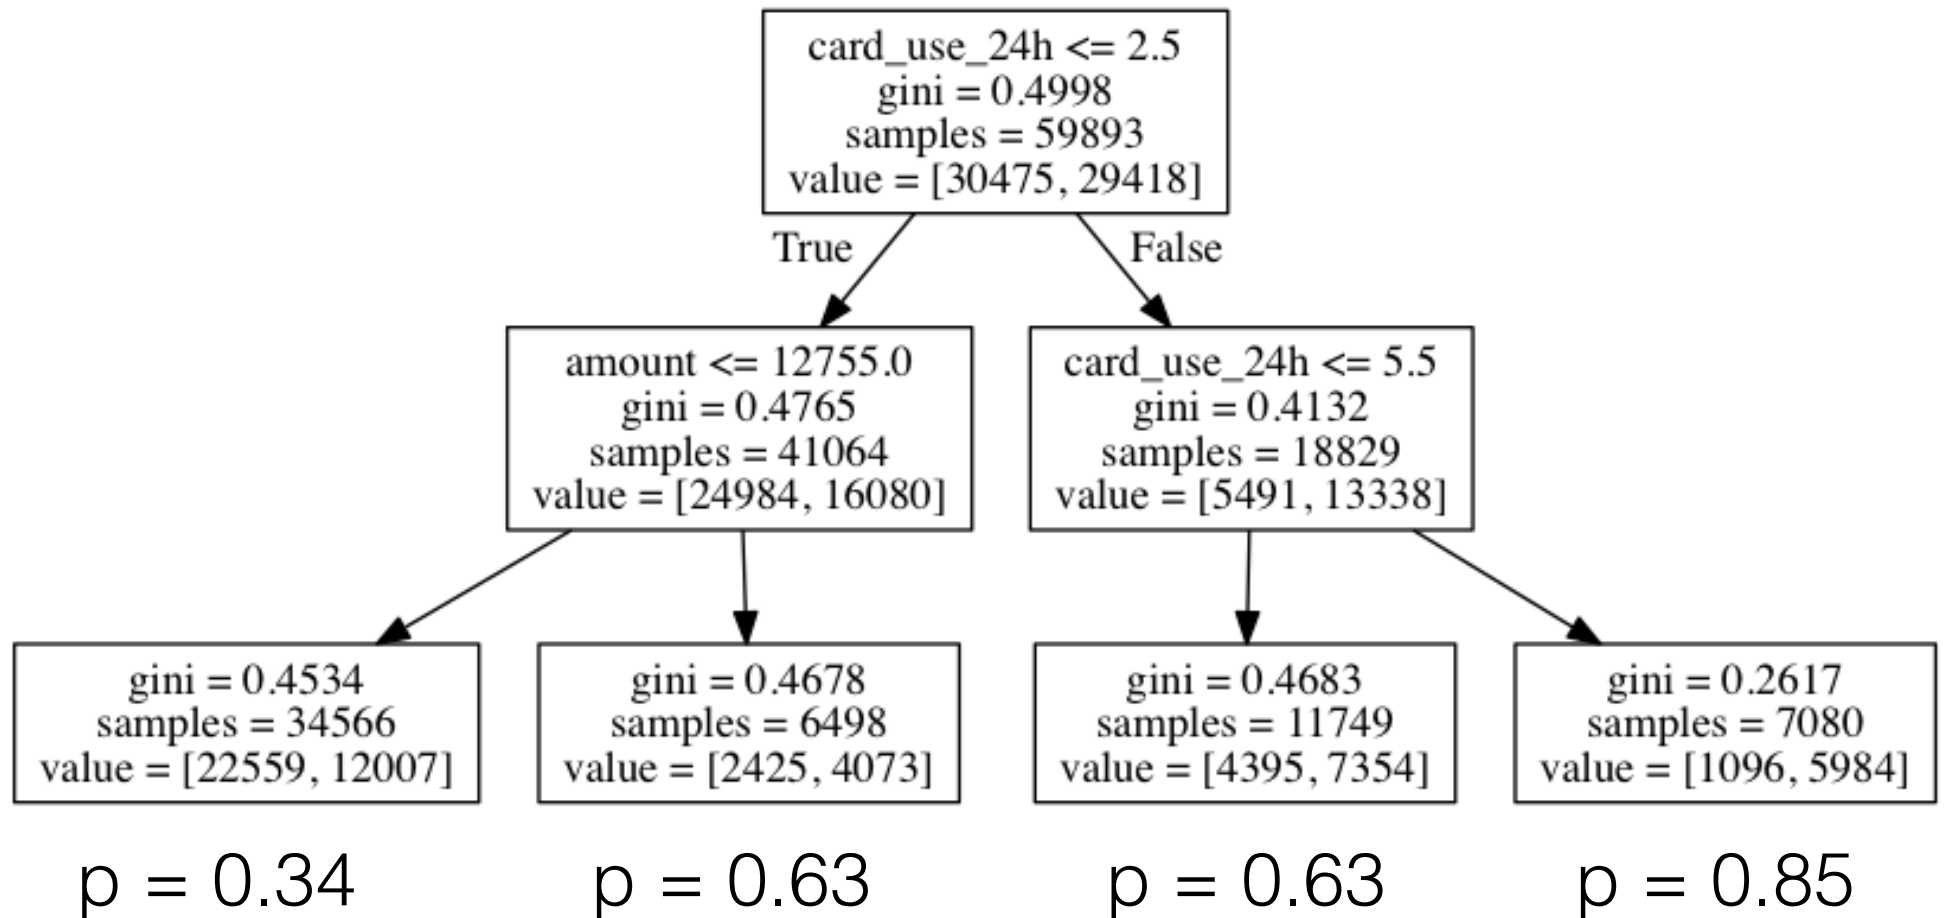 card_use_24h <= 2.5
gini = 0.4998
samples = 59893
value = [30475, 29418]
True
False
amount <= 12755.0
gini = 0.4765
samples = 41064
value = [24984, 16080]
card_use_24h <= 5.5
gini = 0.4132
samples = 18829
value = [5491, 13338]
gini = 0.4534
samples = 34566
value = [22559, 12007]
gini = 0.4678
samples = 6498
value = [2425, 4073]
gini = 0.4683
samples = 11749
value = [4395, 7354]
gini = 0.2617
samples = 7080
value = [1096, 5984]
p = 0.34
p = 0.63
p = 0.63
p = 0.85